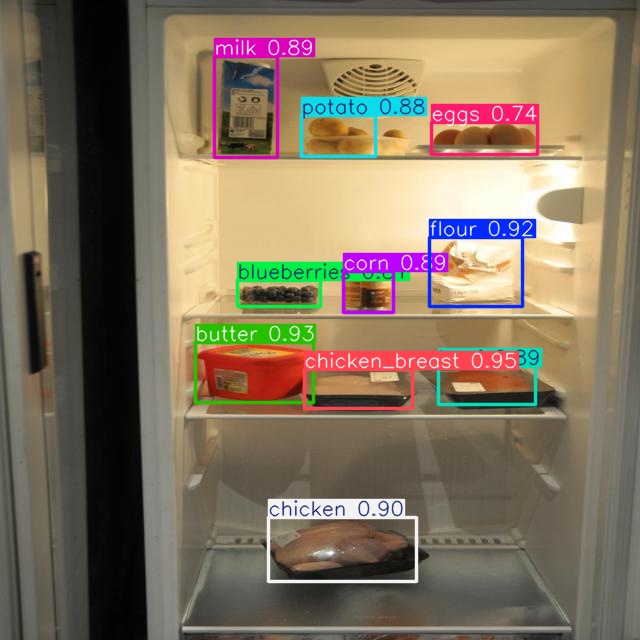 milk 0.89
potato 0.88
eggs 0.74
flour 0.92
corn 0.89
blueberries
butter 0.93
chicken_breast 0.95
chicken 0.90